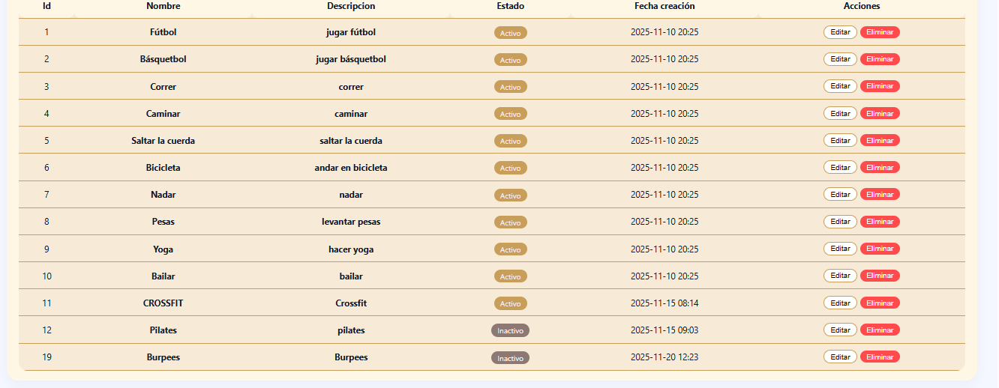 Id Nombre Descripcion Estado Fecha creación Acciones
1 Fútbol jugar fútbol Activo 2025-11-10 20:25 Editar Eliminar
2 Básquetbol jugar básquetbol Activo 2025-11-10 20:25 Editar Eliminar
3 Correr correr Activo 2025-11-10 20:25 Editar Eliminar
4 Caminar caminar Activo 2025-11-10 20:25 Editar Eliminar
5 Saltar la cuerda saltar la cuerda Activo 2025-11-10 20:25 Editar Eliminar
6 Bicicleta andar en bicicleta Activo 2025-11-10 20:25 Editar Eliminar
7 Nadar nadar Activo 2025-11-10 20:25 Editar Eliminar
8 Pesas levantar pesas Activo 2025-11-10 20:25 Editar Eliminar
9 Yoga hacer yoga Activo 2025-11-10 20:25 Editar Eliminar
10 Bailar bailar Activo 2025-11-10 20:25 Editar Eliminar
11 CROSSFIT Crossfit Activo 2025-11-15 08:14 Editar Eliminar
12 Pilates pilates Inactivo 2025-11-15 09:03 Editar Eliminar
19 Burpees Burpees Inactivo 2025-11-20 12:23 Editar Eliminar